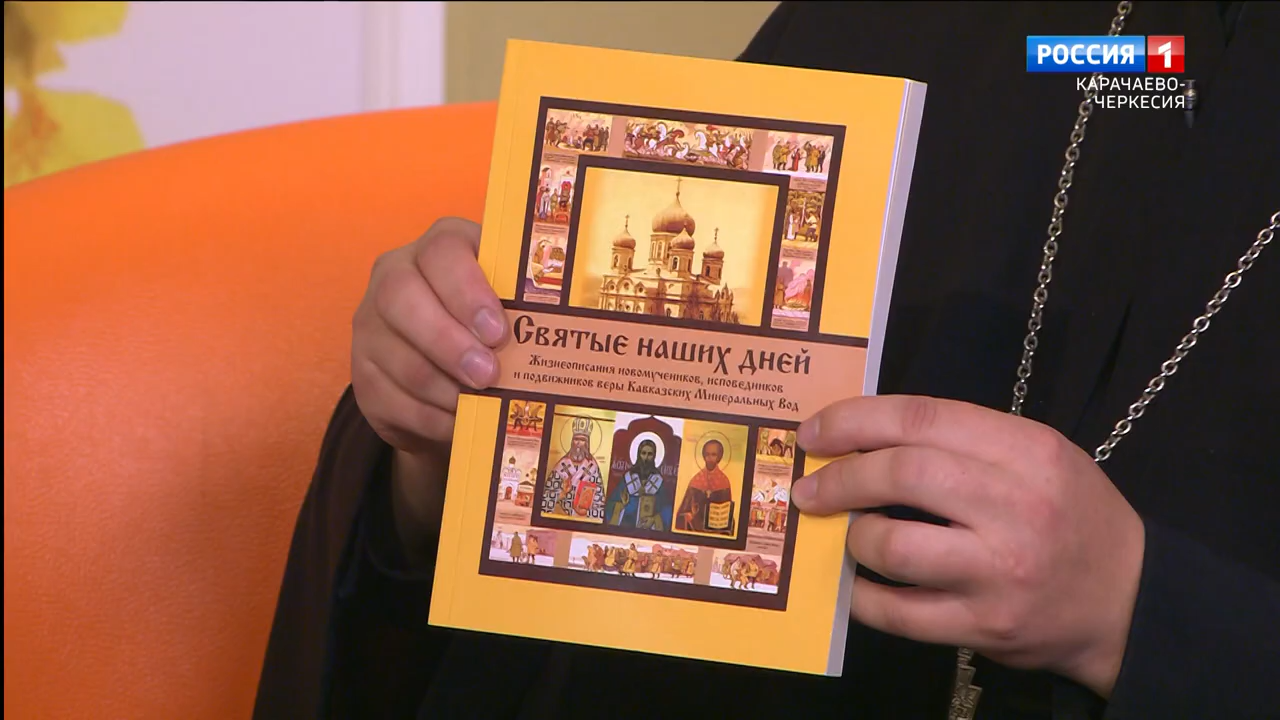 РОССИЯ 1
КАРАЧАЕВО-
ЧЕРКЕСИЯ
Святые наших дней
Жизнеописания новомучеников, исповедников
и подвижников веры Кавказских Минеральных Вод